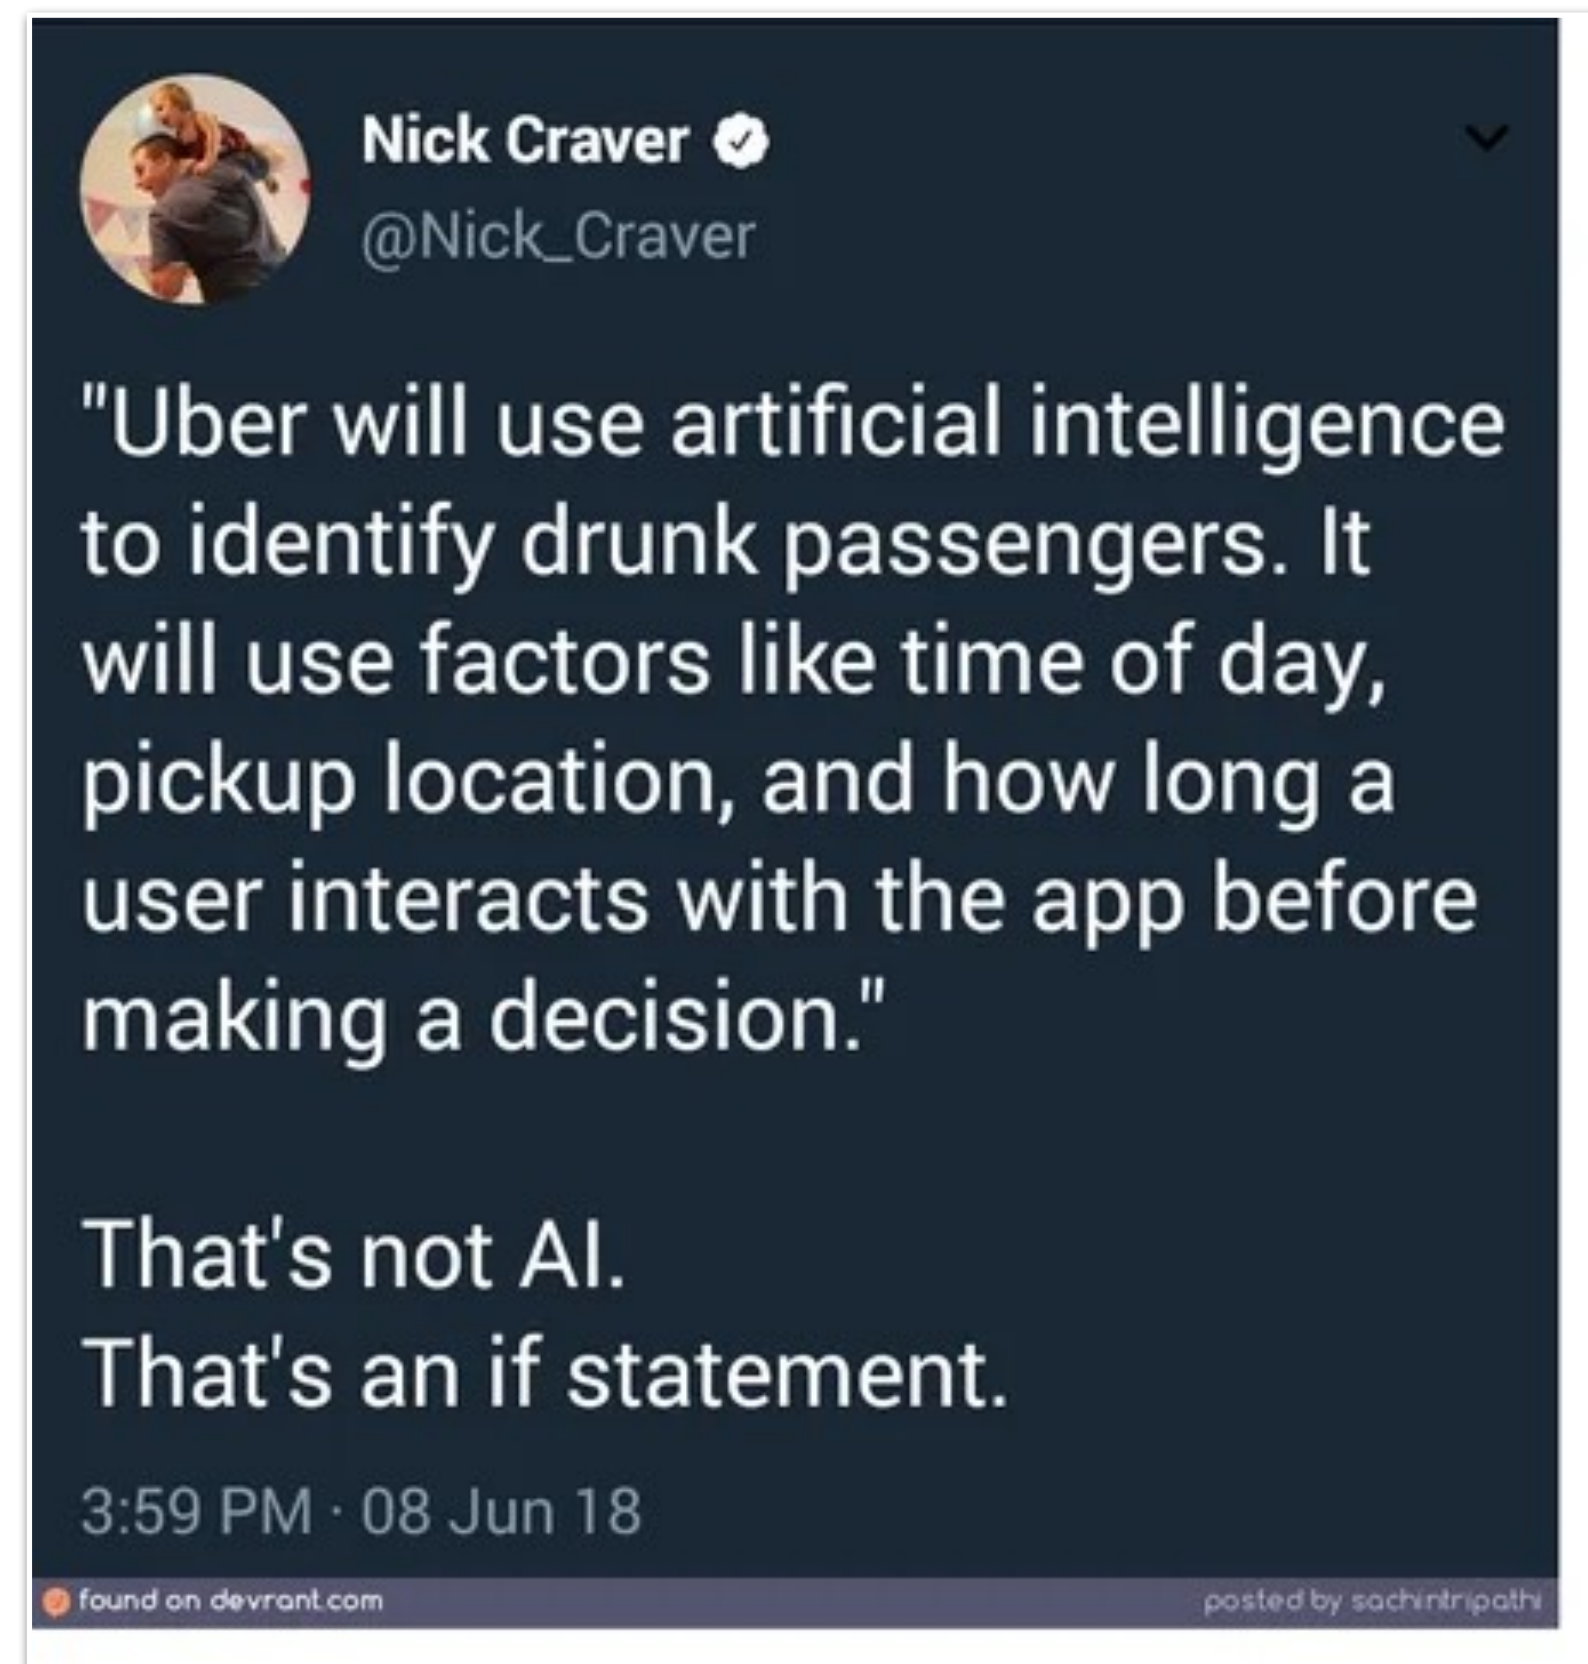 Nick Craver
@Nick_Craver
"Uber will use artificial intelligence
to identify drunk passengers. It
will use factors like time of day,
pickup location, and how long a
user interacts with the app before
making a decision."
That's not AI.
That's an if statement.
3:59 PM · 08 Jun 18
found on devrant.com
posted by sachintripathi